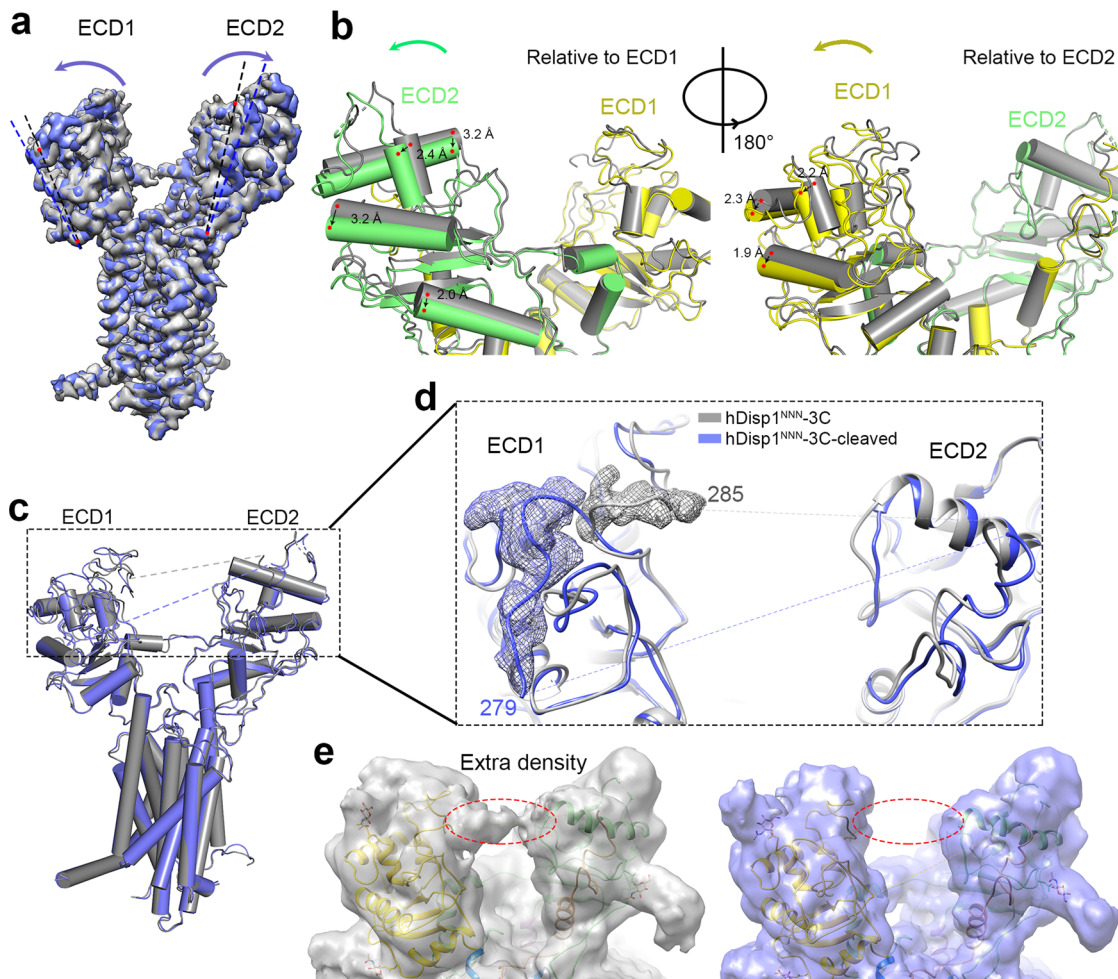 a
ECD1
ECD2
b
Relative to ECD1
ECD2
ECD1
3.2 Å
2.4 Å
3.2 Å
2.0 Å
180°
Relative to ECD2
ECD1
ECD2
2.2 Å
2.3 Å
1.9 Å
c
ECD1
ECD2
d
hDisp1NNN-3C
hDisp1NNN-3C-cleaved
ECD1
ECD2
285
279
e
Extra density